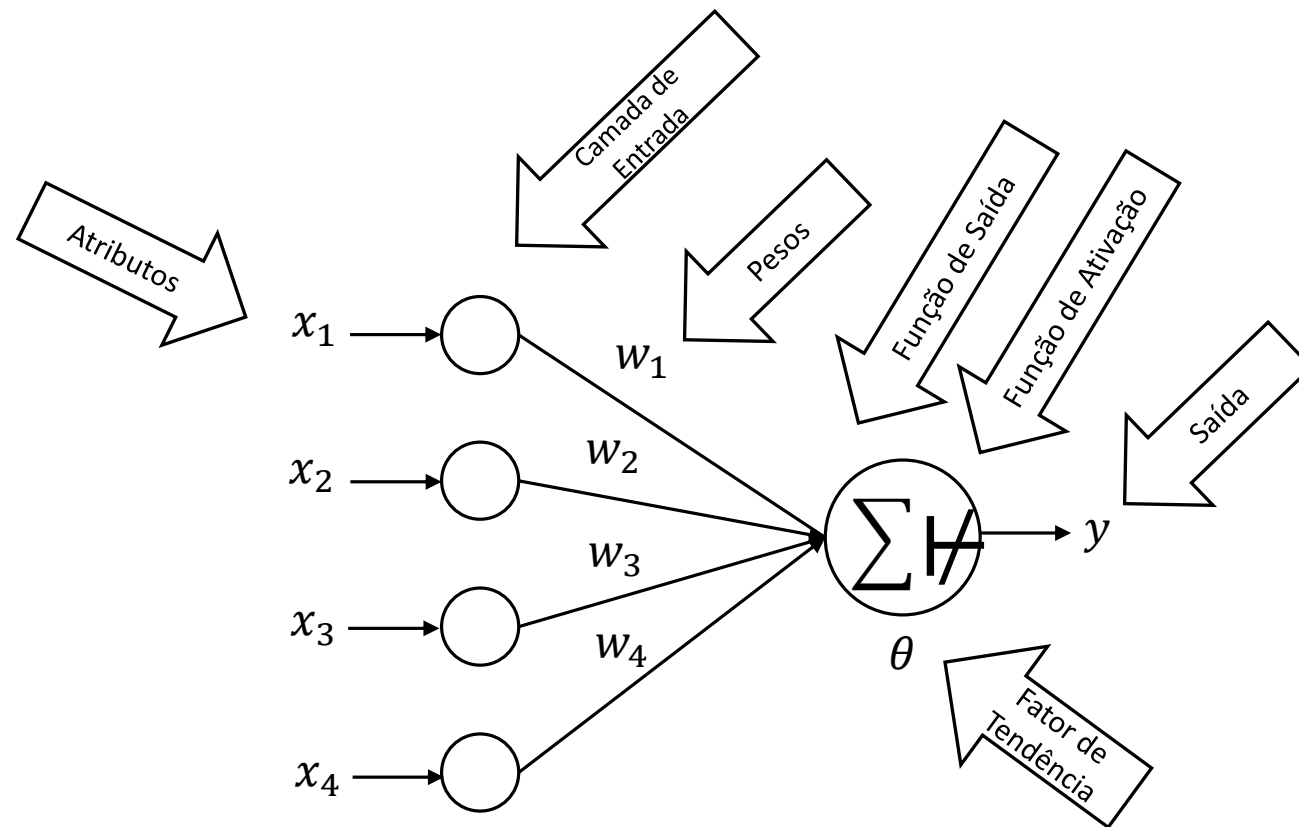 Camada de
Entrada
Atributos
Pesos
Função de Saída
Função de Ativação
Saída
x₁
w₁
x₂
w₂
x₃
w₃
x₄
w₄
∑ ⊬
y
θ
Fator de
Tendência